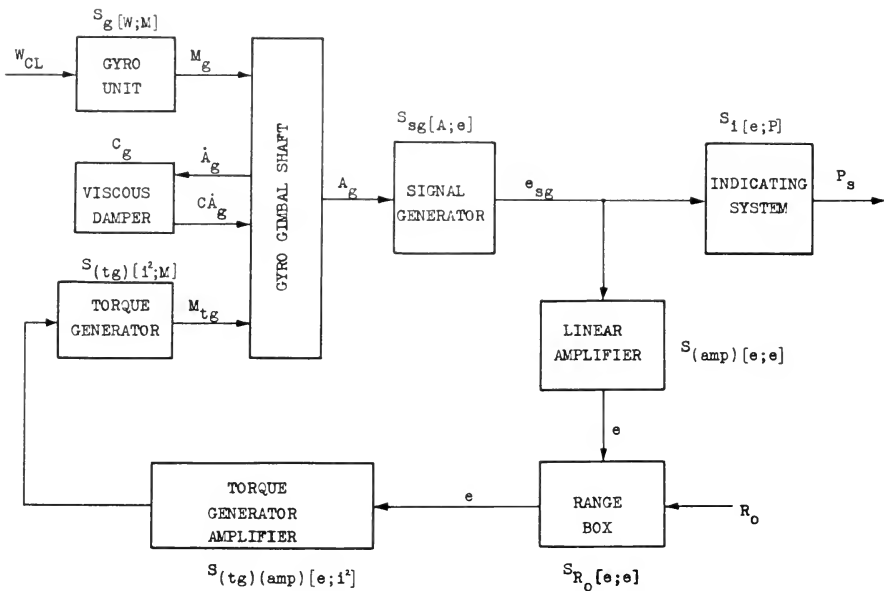 S_g[W;M]
W_CL
GYRO
UNIT
M_g
C_g
VISCOUS
DAMPER
Ȧ_g
CȦ_g
S_(tg)[i²;M]
TORQUE
GENERATOR
M_tg
GYRO GIMBAL SHAFT
A_g
S_sg[A;e]
SIGNAL
GENERATOR
e_sg
S_i[e;P]
INDICATING
SYSTEM
P_s
LINEAR
AMPLIFIER
S_(amp)[e;e]
e
TORQUE
GENERATOR
AMPLIFIER
e
RANGE
BOX
R_o
S_(tg)(amp)[e;i²]
S_R_o[e;e]